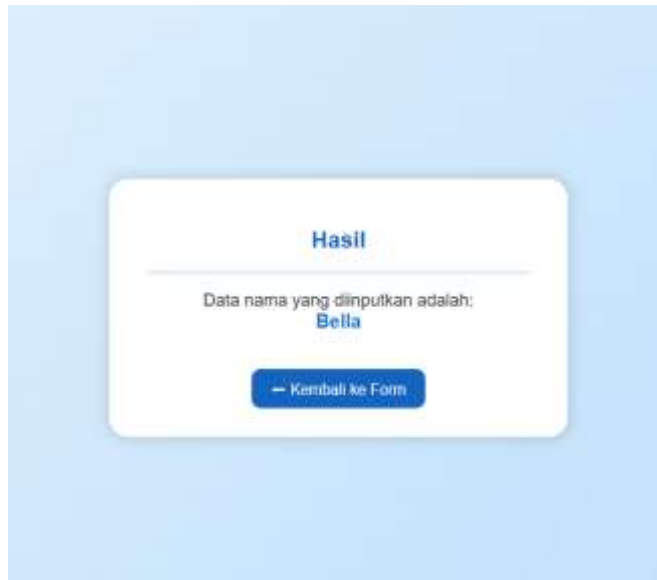 Hasil
Data nama yang diinputkan adalah:
Bella
← Kembali ke Form